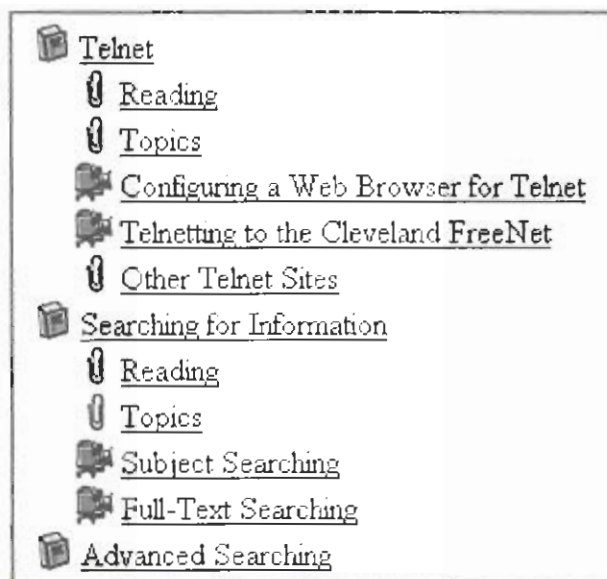 Telnet
Reading
Topics
Configuring a Web Browser for Telnet
Telnetting to the Cleveland FreeNet
Other Telnet Sites
Searching for Information
Reading
Topics
Subject Searching
Full-Text Searching
Advanced Searching